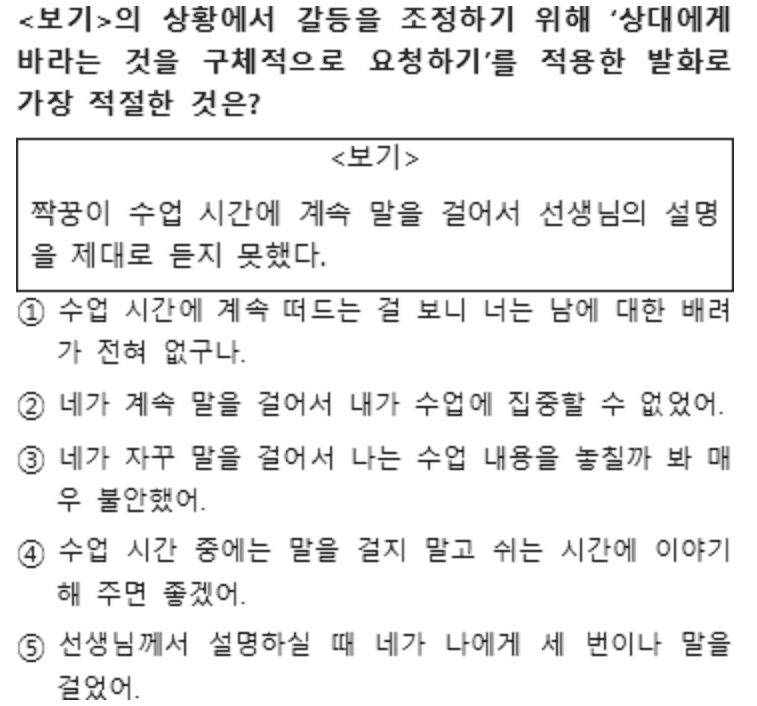 <보기>의 상황에서 갈등을 조정하기 위해 ‘상대에게
바라는 것을 구체적으로 요청하기’를 적용한 발화로
가장 적절한 것은?
<보기>
짝꿍이 수업 시간에 계속 말을 걸어서 선생님의 설명
을 제대로 듣지 못했다.
① 수업 시간에 계속 떠드는 걸 보니 너는 남에 대한 배려
가 전혀 없구나.
② 네가 계속 말을 걸어서 내가 수업에 집중할 수 없었어.
③ 네가 자꾸 말을 걸어서 나는 수업 내용을 놓칠까 봐 매
우 불안했어.
④ 수업 시간 중에는 말을 걸지 말고 쉬는 시간에 이야기
해 주면 좋겠어.
⑤ 선생님께서 설명하실 때 네가 나에게 세 번이나 말을
걸었어.